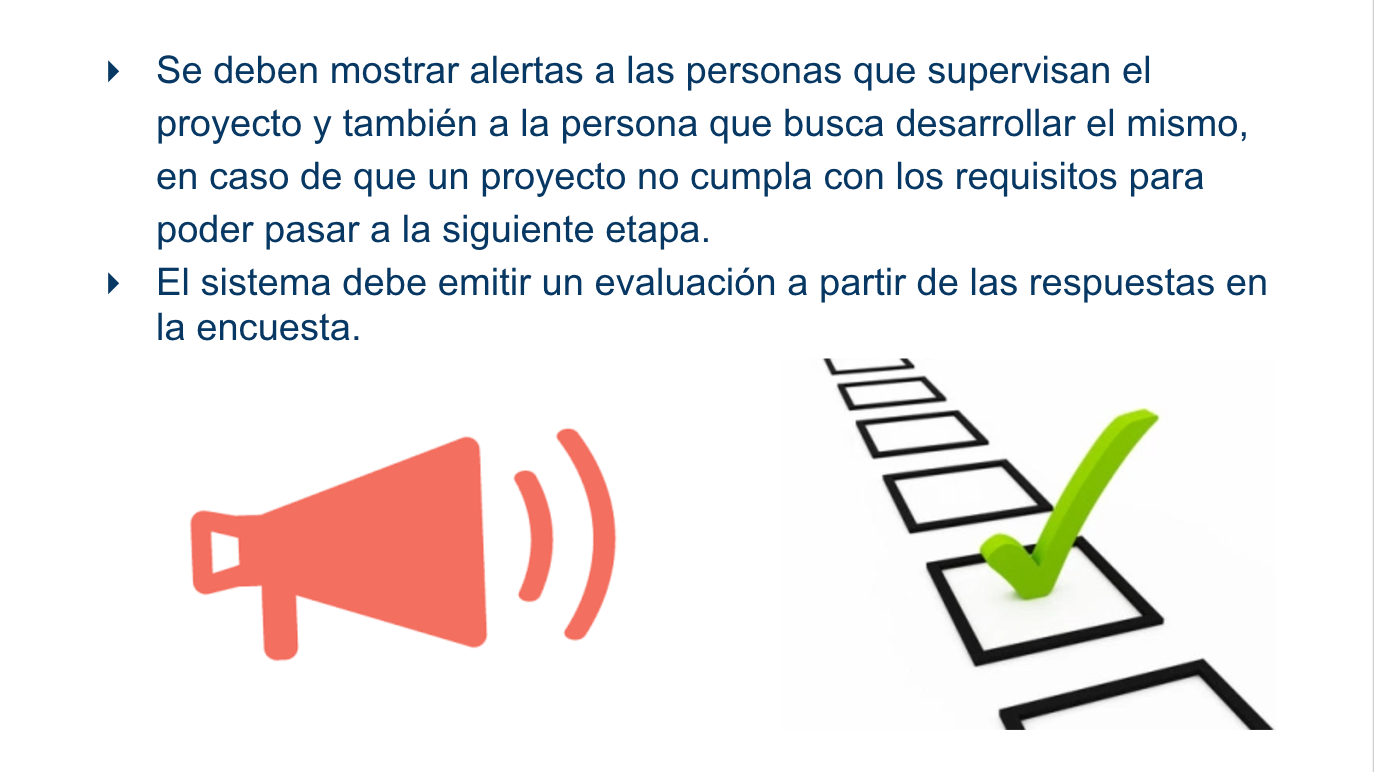 Se deben mostrar alertas a las personas que supervisan el
proyecto y también a la persona que busca desarrollar el mismo,
en caso de que un proyecto no cumpla con los requisitos para
poder pasar a la siguiente etapa.
El sistema debe emitir un evaluación a partir de las respuestas en
la encuesta.